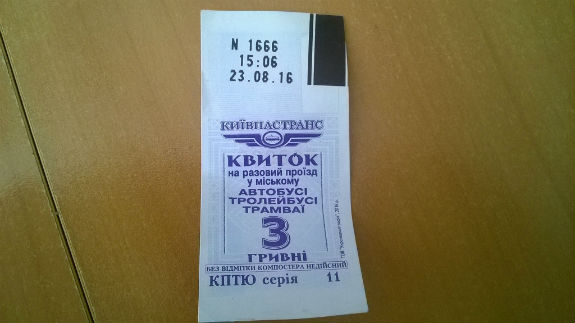 N 1666
15:06
23.08.16
КИЇВПАСТРАНС
КВИТОК
на разовий проїзд
у міському
АВТОБУСІ
ТРОЛЕЙБУСІ
ТРАМВАЇ
3
ГРИВНІ
БЕЗ ВІДМІТКИ КОМПОСТЕРА НЕДІЙСНИЙ
КПТЮ серія 11